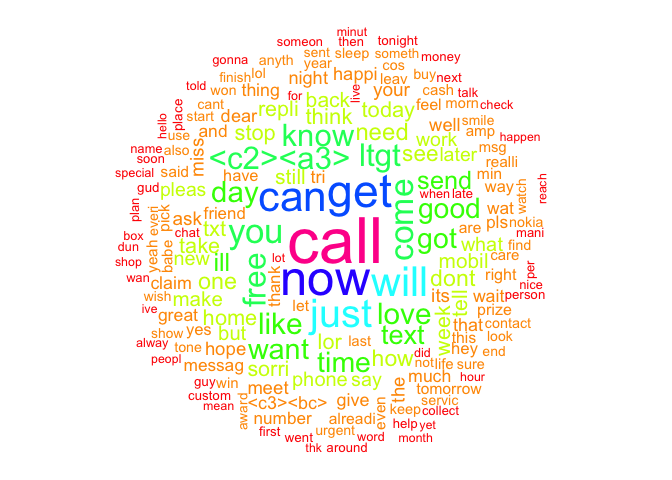 minut
someon then tonight
sent sleep someth
gonna anyth year cos money
finish lol night happi leav buy next
told won thing your cash talk
cant for live feel morn check
start repli back today
hello place use and dear think well amp smile
stop know need work happen
name also miss see later msg
soon said <c2><a3> ltgt realli
special have still tri min reach
gud pleas day can get send way watch
plan yeah everi babe pick friend come good wat nokia
box ask txt you are pls mani
dun chat take call got what find
shop new ill free lot mobil care per
wan claim one thank now will dont right nice
wish make let its wait person
ive great home just love tell prize
show yes but like text week that contact
alway tone hope lor last how hey this look
peopl messag want time did not life end
guy win sorri phone say much sure
custom meet the tomorrow hour
mean award <c3><bc> give even keep servic
number alreadi collect
first urgent help yet
went word month
thk around
when late